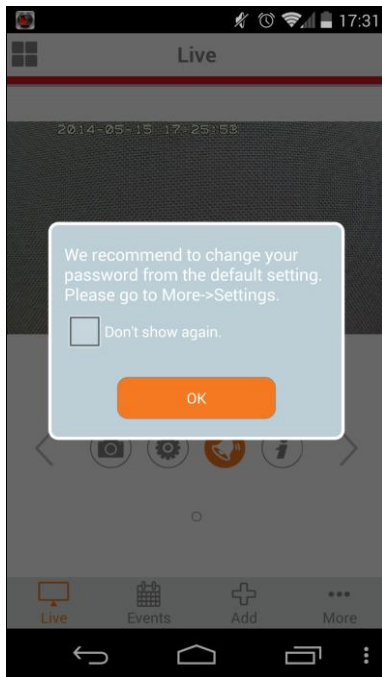 17:31
Live
2014-05-15 17:25:53
We recommend to change your
password from the default setting.
Please go to More->Settings.
Don't show again.
OK
Live Events Add More